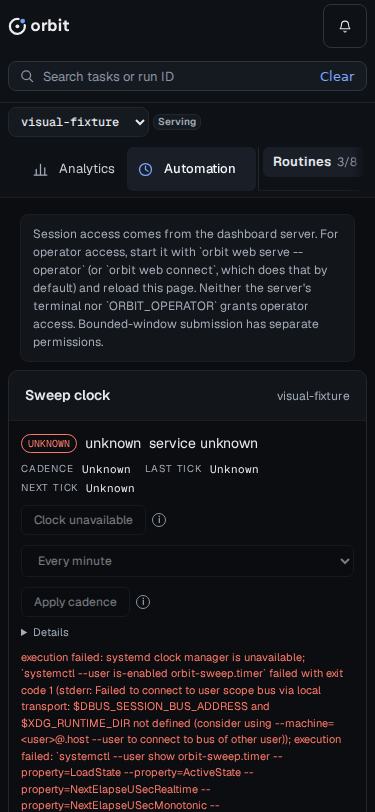 orbit
Search tasks or run ID Clear
visual-fixture Serving
Analytics Automation Routines 3/8
Session access comes from the dashboard server. For
operator access, start it with `orbit web serve --
operator` (or `orbit web connect`, which does that by
default) and reload this page. Neither the server's
terminal nor `ORBIT_OPERATOR` grants operator
access. Bounded-window submission has separate
permissions.
Sweep clock visual-fixture
UNKNOWN unknown service unknown
CADENCE Unknown LAST TICK Unknown
NEXT TICK Unknown
Clock unavailable
Every minute
Apply cadence
Details
execution failed: systemd clock manager is unavailable;
`systemctl --user is-enabled orbit-sweep.timer` failed with exit
code 1 (stderr: Failed to connect to user scope bus via local
transport: $DBUS_SESSION_BUS_ADDRESS and
$XDG_RUNTIME_DIR not defined (consider using --machine=
<user>@.host --user to connect to bus of other user)); execution
failed: `systemctl --user show orbit-sweep.timer --
property=LoadState --property=ActiveState --
property=NextElapseUSecRealtime --
property=NextElapseUSecMonotonic --